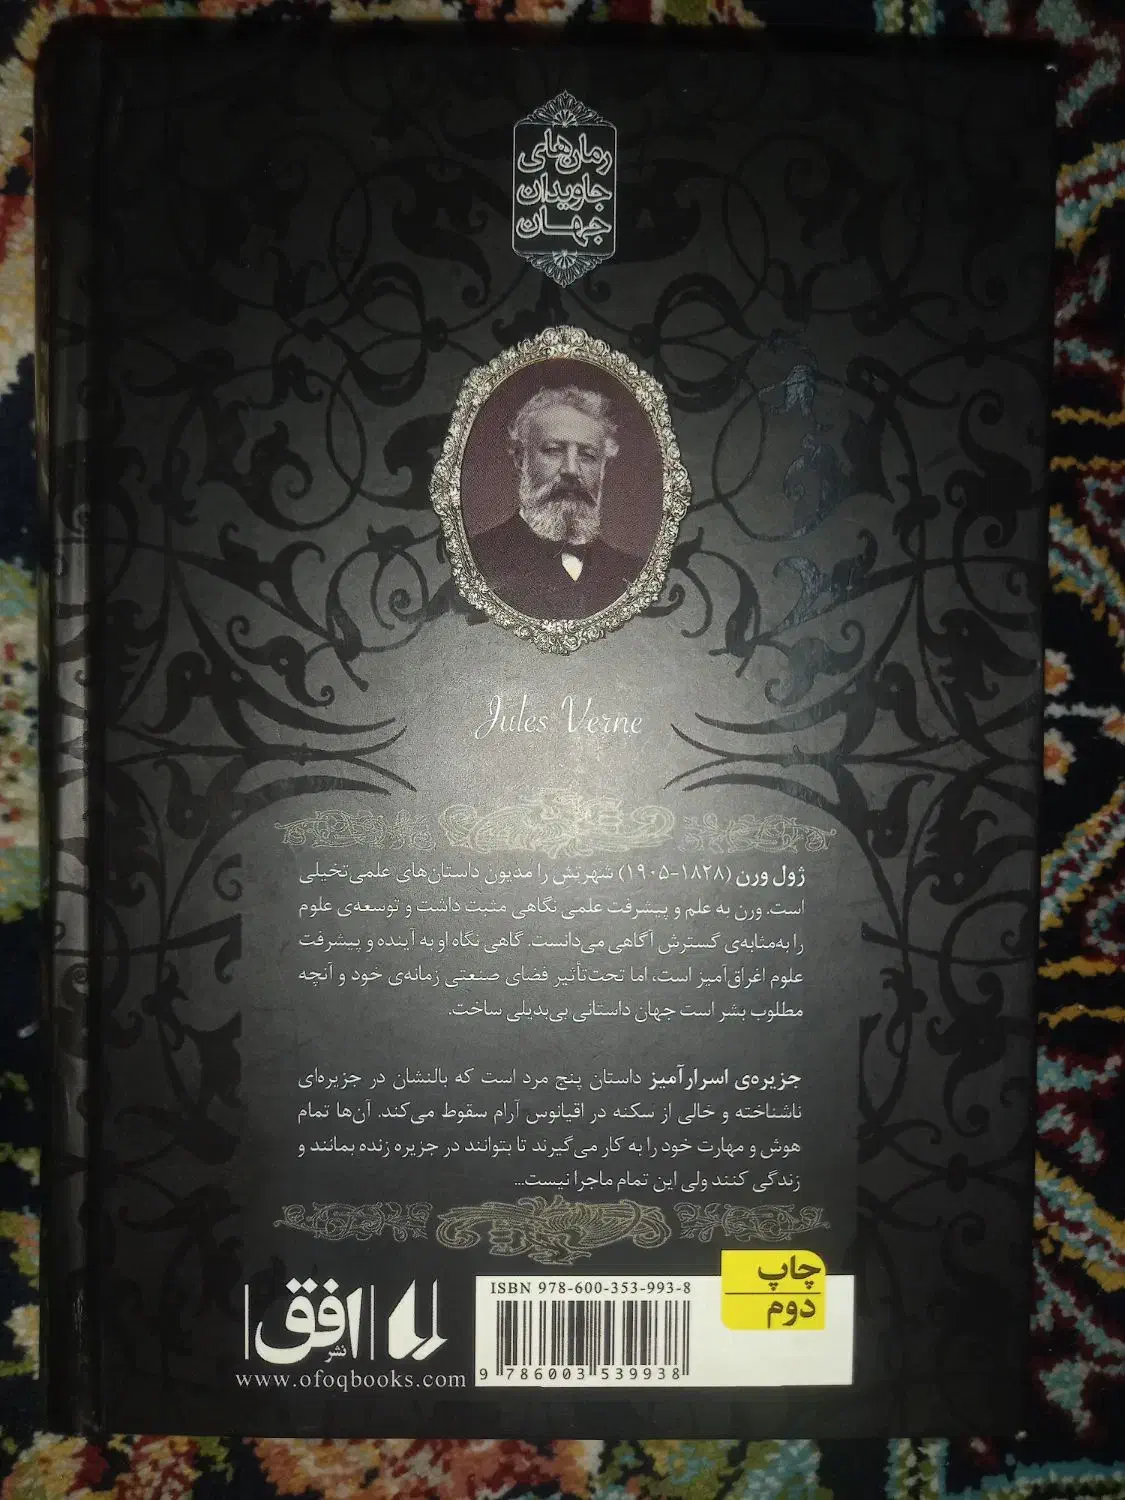 رمان‌های
جاویدان
جهان
Jules Verne
ژول ورن (۱۸۲۸-۱۹۰۵) شهرتش را مدیون داستان‌های علمی‌تخیلی
است. ورن به علم و پیشرفت علمی نگاهی مثبت داشت و توسعه‌ی علوم
را به‌مثابه‌ی گسترش آگاهی می‌دانست. گاهی نگاه او به آینده و پیشرفت
علوم اغراق‌آمیز است، اما تحت‌تأثیر فضای صنعتی زمانه‌ی خود و آنچه
مطلوب بشر است جهان داستانی بی‌بدیلی ساخت.
جزیره‌ی اسرارآمیز داستان پنج مرد است که بالنشان در جزیره‌ای
ناشناخته و خالی از سکنه در اقیانوس آرام سقوط می‌کند. آن‌ها تمام
هوش و مهارت خود را به کار می‌گیرند تا بتوانند در جزیره زنده بمانند و
زندگی کنند ولی این تمام ماجرا نیست...
چاپ
دوم
ISBN 978-600-353-993-8
9 786003 539938
نشر افق
www.ofoqbooks.com